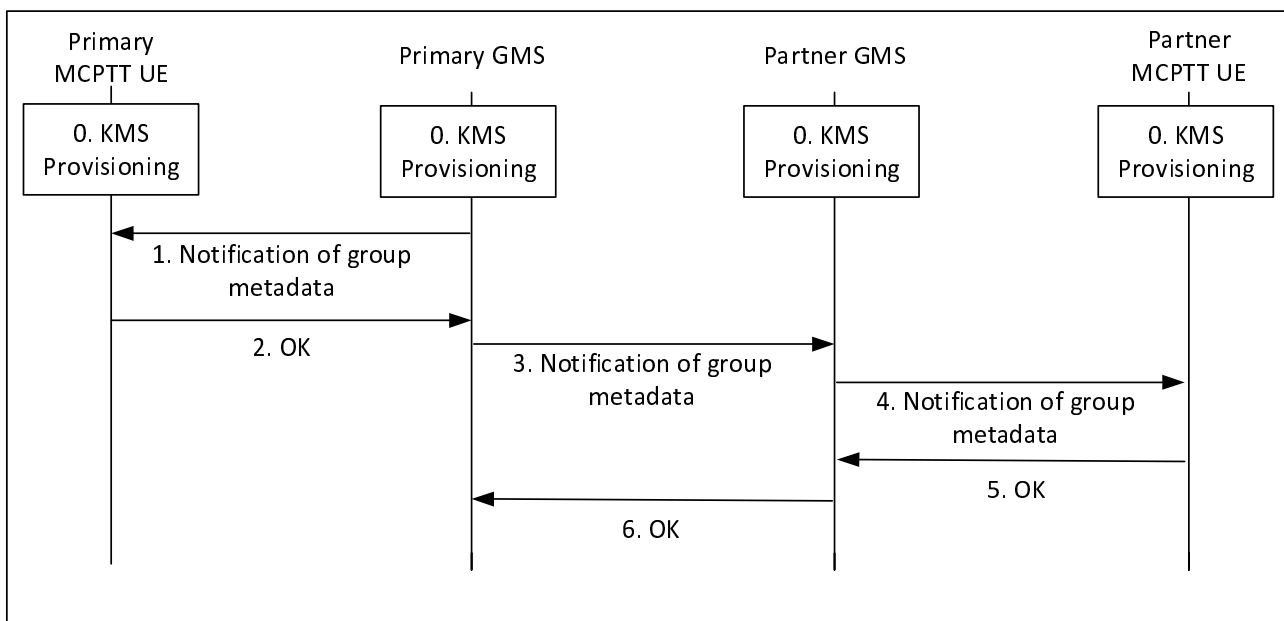 Primary
MCPTT UE
Primary GMS
Partner GMS
Partner
MCPTT UE
0. KMS
Provisioning
0. KMS
Provisioning
0. KMS
Provisioning
0. KMS
Provisioning
1. Notification of group
metadata
2. OK
3. Notification of group
metadata
4. Notification of group
metadata
5. OK
6. OK